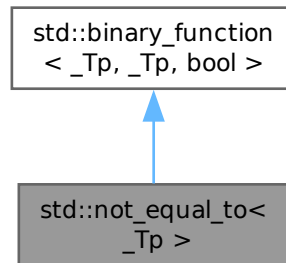 std::binary_function
< _Tp, _Tp, bool >
std::not_equal_to<
_Tp >